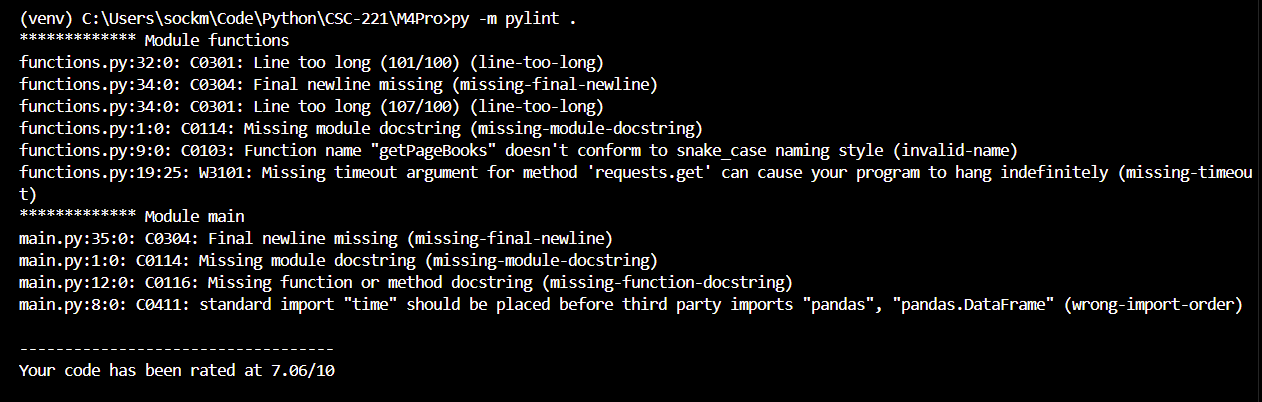 (venv) C:\Users\sockm\Code\Python\CSC-221\M4Pro>py -m pylint .
************* Module functions
functions.py:32:0: C0301: Line too long (101/100) (line-too-long)
functions.py:34:0: C0304: Final newline missing (missing-final-newline)
functions.py:34:0: C0301: Line too long (107/100) (line-too-long)
functions.py:1:0: C0114: Missing module docstring (missing-module-docstring)
functions.py:9:0: C0103: Function name "getPageBooks" doesn't conform to snake_case naming style (invalid-name)
functions.py:19:25: W3101: Missing timeout argument for method 'requests.get' can cause your program to hang indefinitely (missing-timeou
t)
************* Module main
main.py:35:0: C0304: Final newline missing (missing-final-newline)
main.py:1:0: C0114: Missing module docstring (missing-module-docstring)
main.py:12:0: C0116: Missing function or method docstring (missing-function-docstring)
main.py:8:0: C0411: standard import "time" should be placed before third party imports "pandas", "pandas.DataFrame" (wrong-import-order)
-----------------------------------
Your code has been rated at 7.06/10